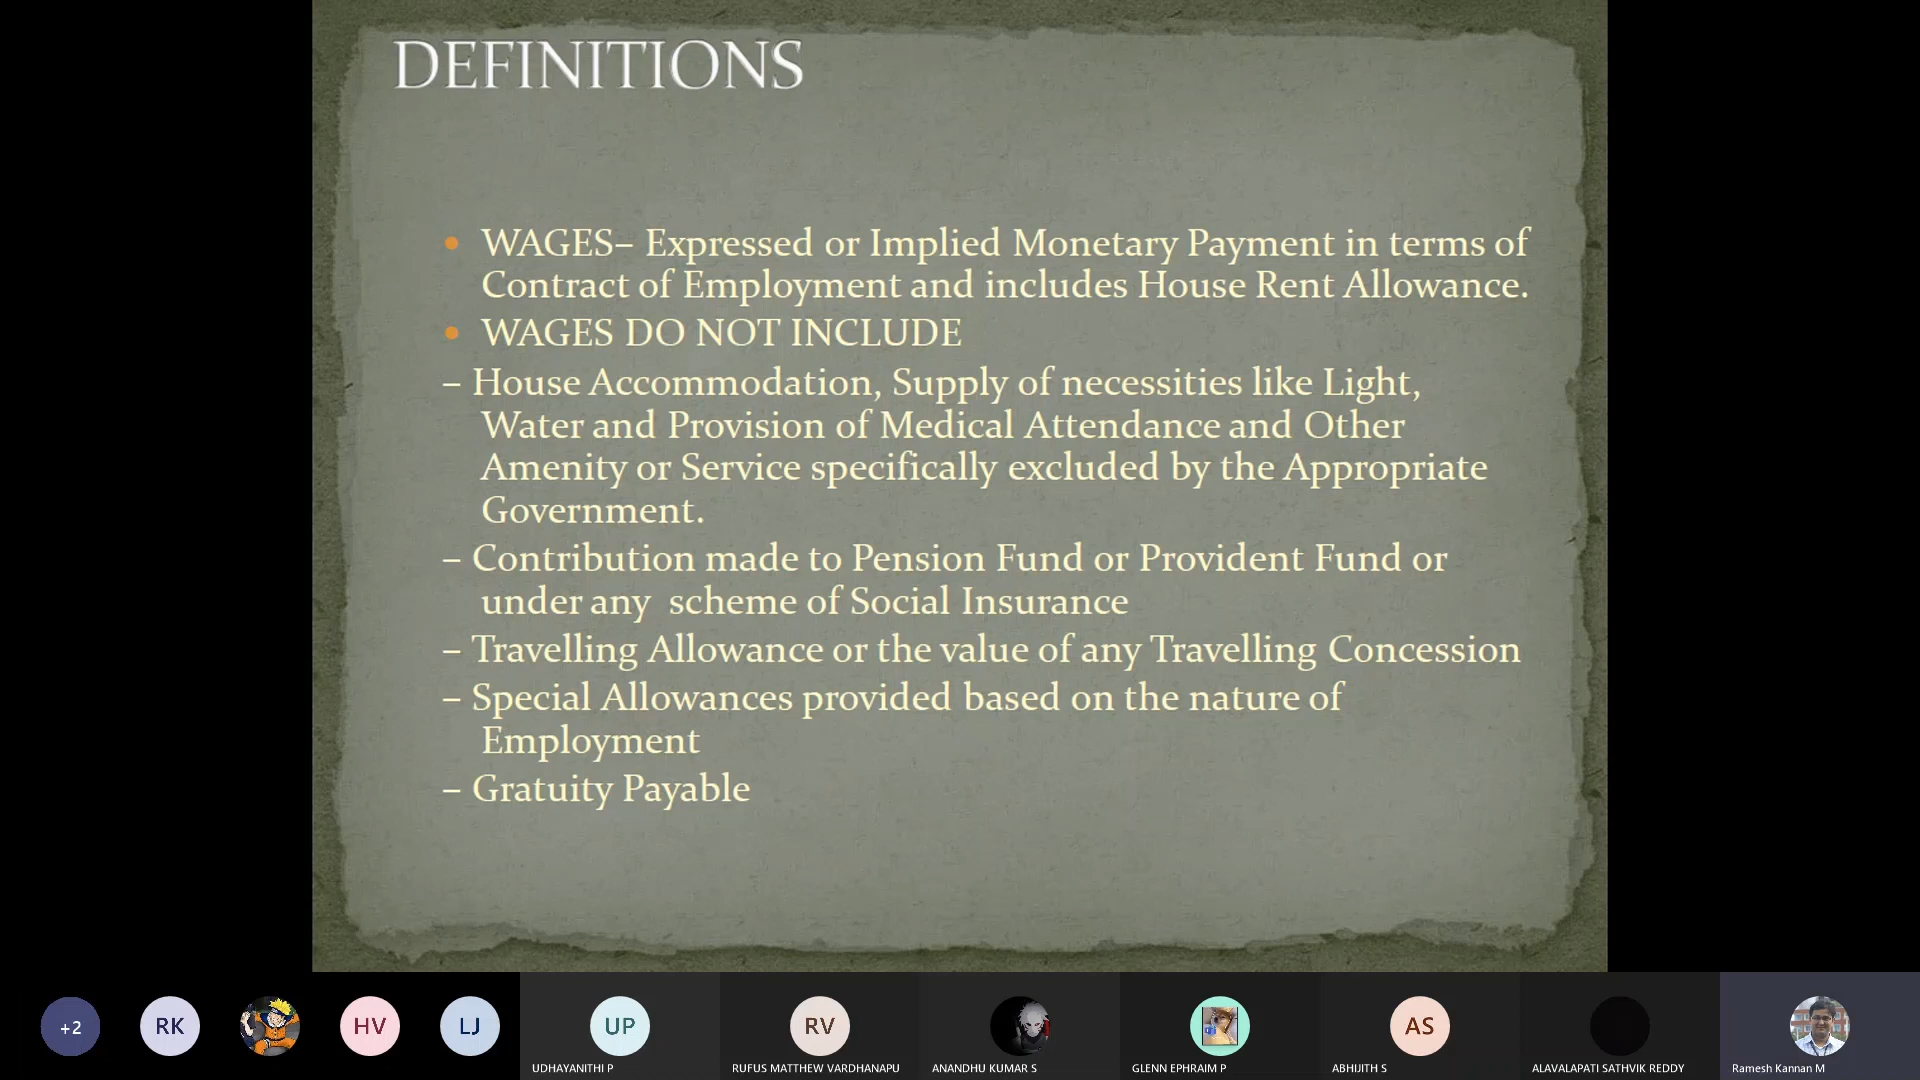 DEFINITIONS
• WAGES– Expressed or Implied Monetary Payment in terms of
Contract of Employment and includes House Rent Allowance.
• WAGES DO NOT INCLUDE
– House Accommodation, Supply of necessities like Light,
Water and Provision of Medical Attendance and Other
Amenity or Service specifically excluded by the Appropriate
Government.
– Contribution made to Pension Fund or Provident Fund or
under any scheme of Social Insurance
– Travelling Allowance or the value of any Travelling Concession
– Special Allowances provided based on the nature of
Employment
– Gratuity Payable
+2
RK
HV
LJ
UP
RV
AS
UDHAYANITHI P
RUFUS MATTHEW VARDHANAPU
ANANDHU KUMAR S
GLENN EPHRAIM P
ABHIJITH S
ALAVALAPATI SATHVIK REDDY
Ramesh Kannan M